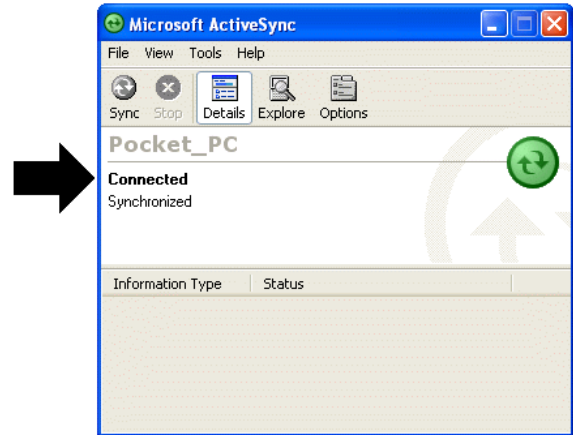 Microsoft ActiveSync
File View Tools Help
Sync Stop Details Explore Options
Pocket_PC
Connected
Synchronized
Information Type Status